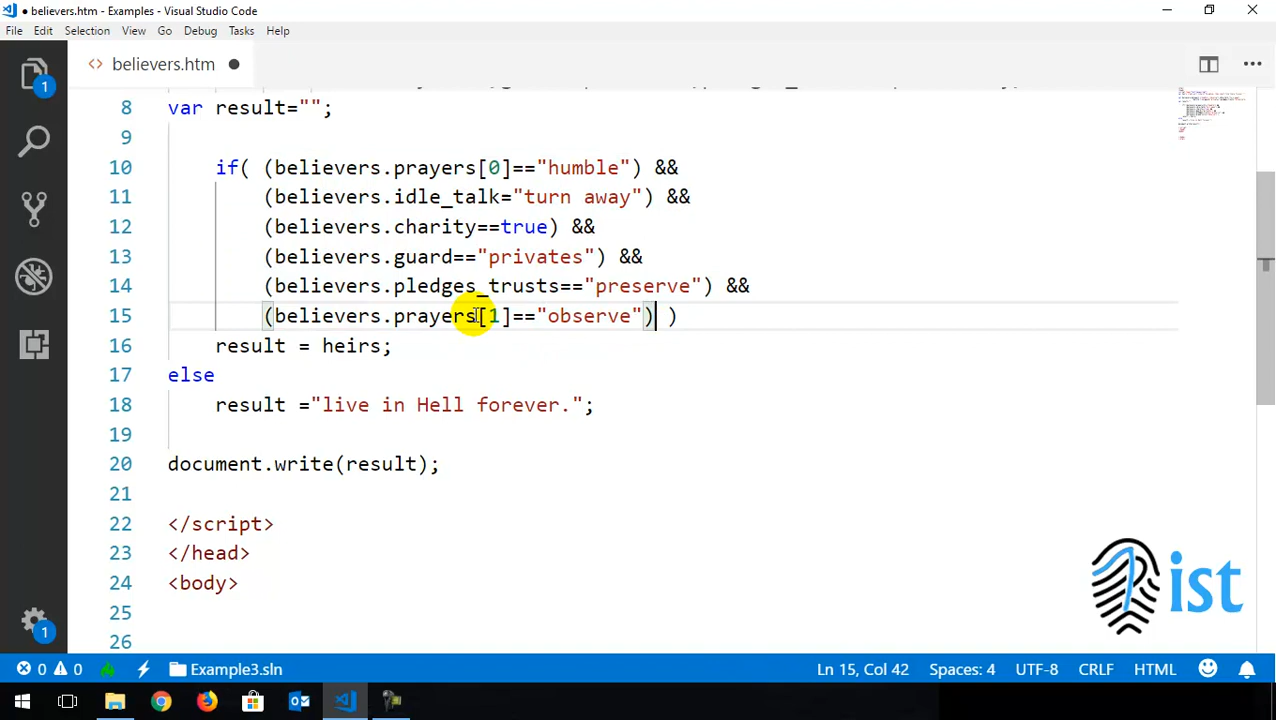 believers.htm - Examples - Visual Studio Code
File Edit Selection View Go Debug Tasks Help
<> believers.htm
8 var result="";
9
10 if( (believers.prayers[0]=="humble") &&
11 (believers.idle_talk="turn away") &&
12 (believers.charity==true) &&
13 (believers.guard=="privates") &&
14 (believers.pledges_trusts=="preserve") &&
15 (believers.prayers[1]=="observe") )
16 result = heirs;
17 else
18 result ="live in Hell forever.";
19
20 document.write(result);
21
22 </script>
23 </head>
24 <body>
25
26
1
1
ist
0 0 Example3.sln Ln 15, Col 42 Spaces: 4 UTF-8 CRLF HTML